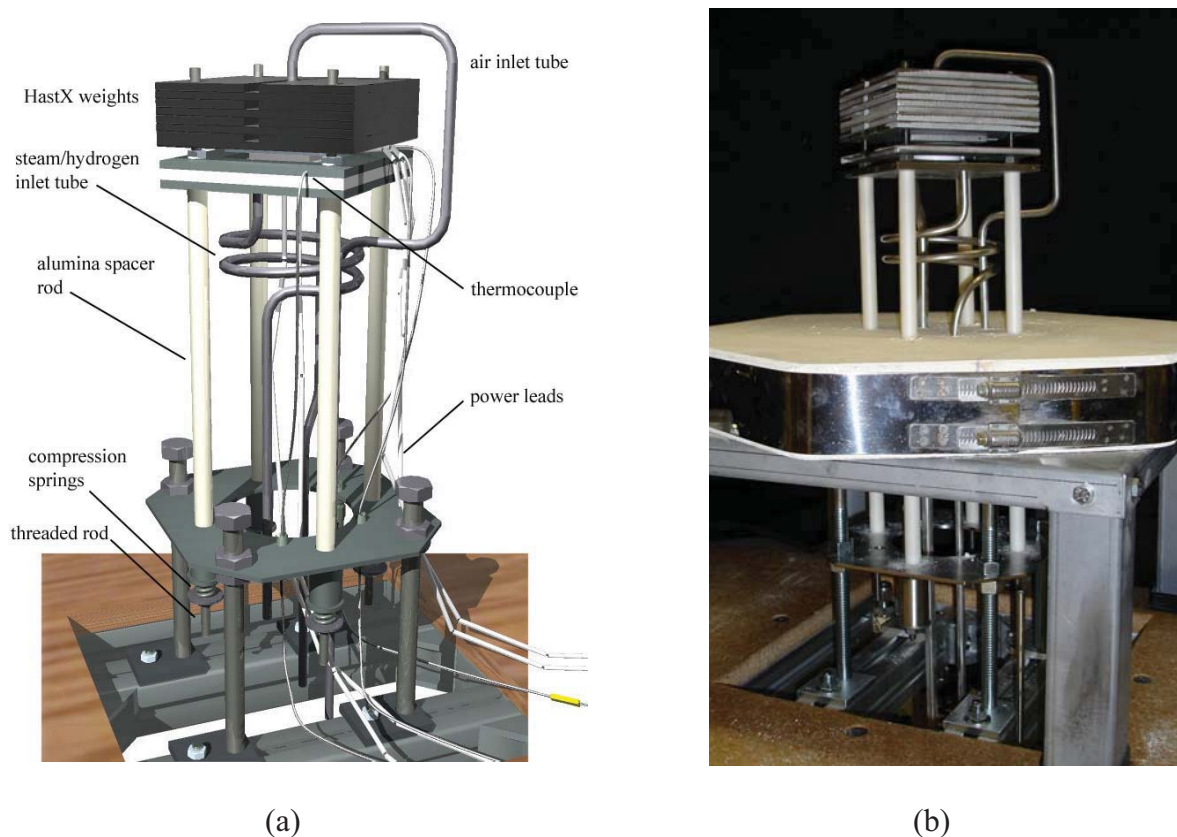 air inlet tube
HastX weights
steam/hydrogen
inlet tube
alumina spacer
rod
thermocouple
power leads
compression
springs
threaded rod
(a)
(b)